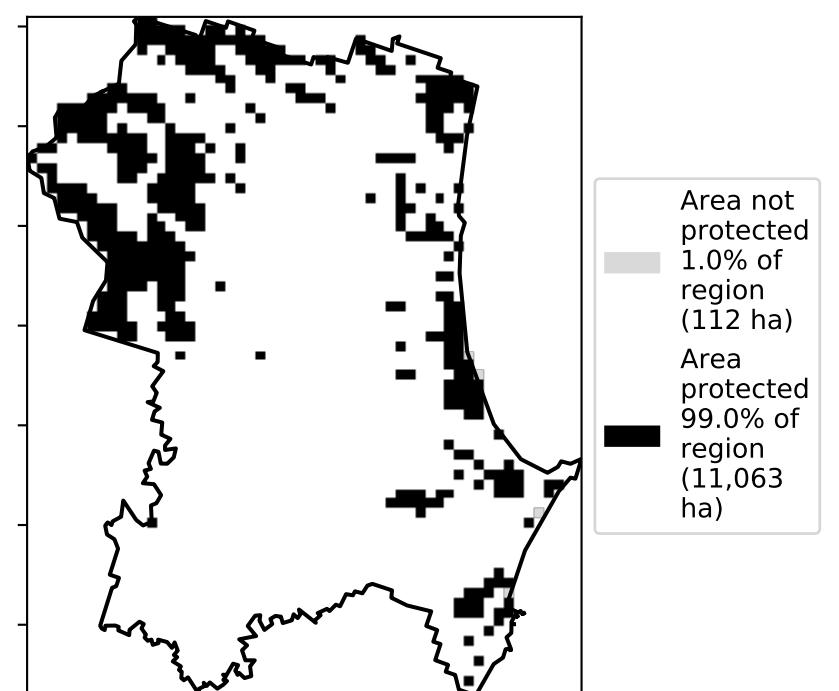 Area not
protected
1.0% of
region
(112 ha)
Area
protected
99.0% of
region
(11,063
ha)